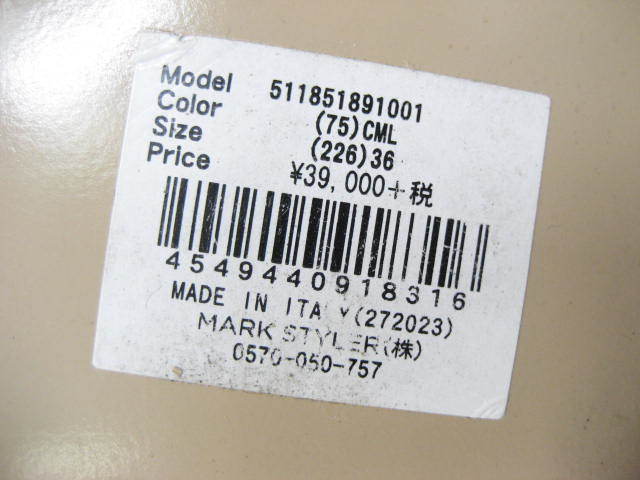 Model 511851891001
Color (75)CML
Size (226)36
Price ¥39,000+税
4549440918316
MADE IN ITALY(272023)
MARK STYLER(株)
0570-050-757